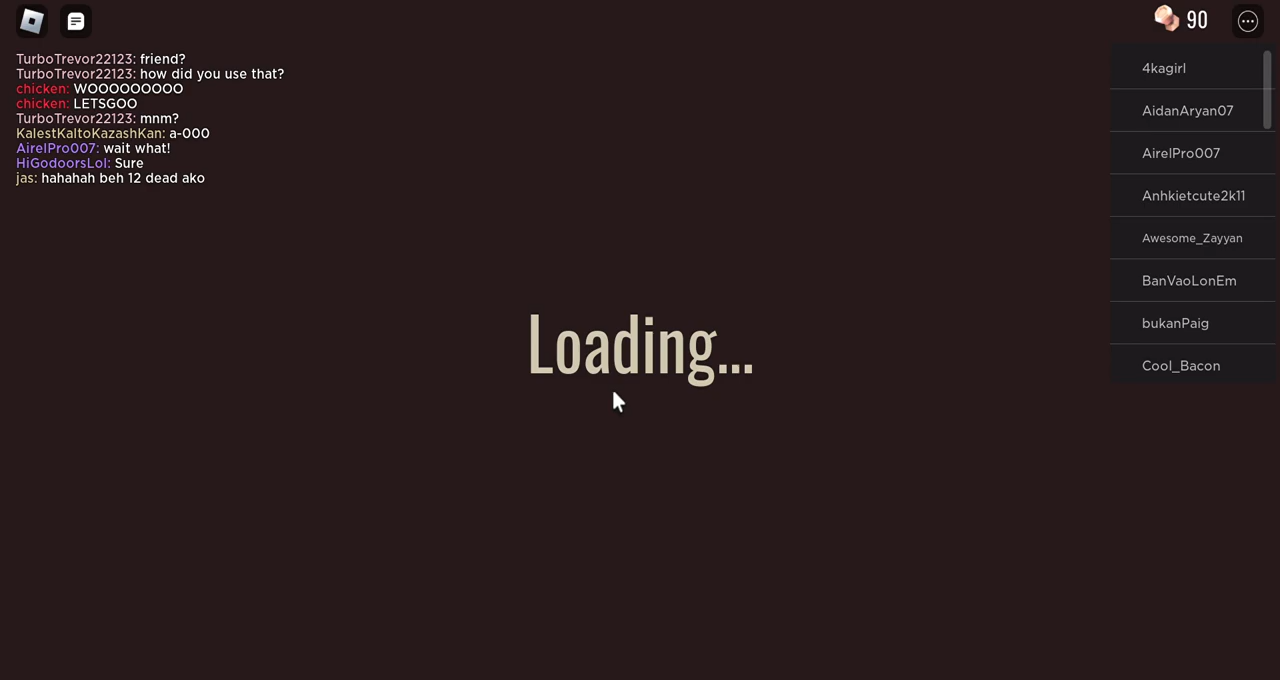 90
TurboTrevor22123: friend?
TurboTrevor22123: how did you use that?
chicken: WOOOOOOOOO
chicken: LETSGOO
TurboTrevor22123: mnm?
KalestKaltoKazashKan: a-000
AirelPro007: wait what!
HiGodoorsLol: Sure
jas: hahahah beh 12 dead ako
4kagirl
AidanAryan07
AirelPro007
Anhkietcute2k11
Awesome_Zayyan
BanVaoLonEm
bukanPaig
Cool_Bacon
Loading...